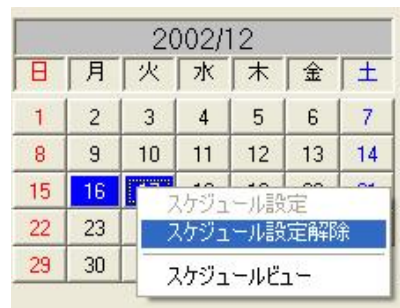 2002/12
日 月 火 水 木 金 土
1 2 3 4 5 6 7
8 9 10 11 12 13 14
15 16
スケジュール設定
22 23 スケジュール設定解除
29 30 スケジュールビュー